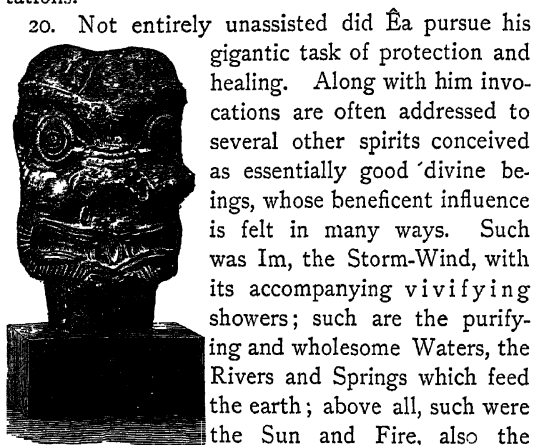 tations.
20. Not entirely unassisted did Êa pursue his
gigantic task of protection and
healing. Along with him invo-
cations are often addressed to
several other spirits conceived
as essentially good ´divine be-
ings, whose beneficent influence
is felt in many ways. Such
was Im, the Storm-Wind, with
its accompanying vivifying
showers; such are the purify-
ing and wholesome Waters, the
Rivers and Springs which feed
the earth; above all, such were
the Sun and Fire, also the